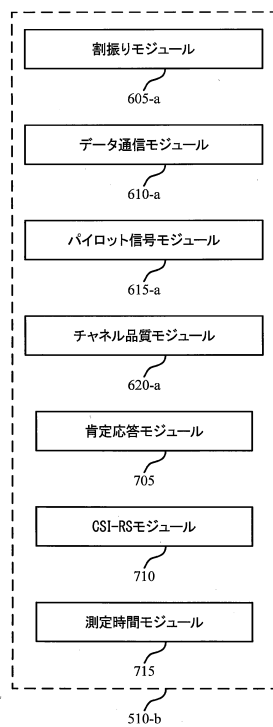 割振りモジュール
605-a
データ通信モジュール
610-a
パイロット信号モジュール
615-a
チャネル品質モジュール
620-a
肯定応答モジュール
705
CSI-RSモジュール
710
測定時間モジュール
715
510-b